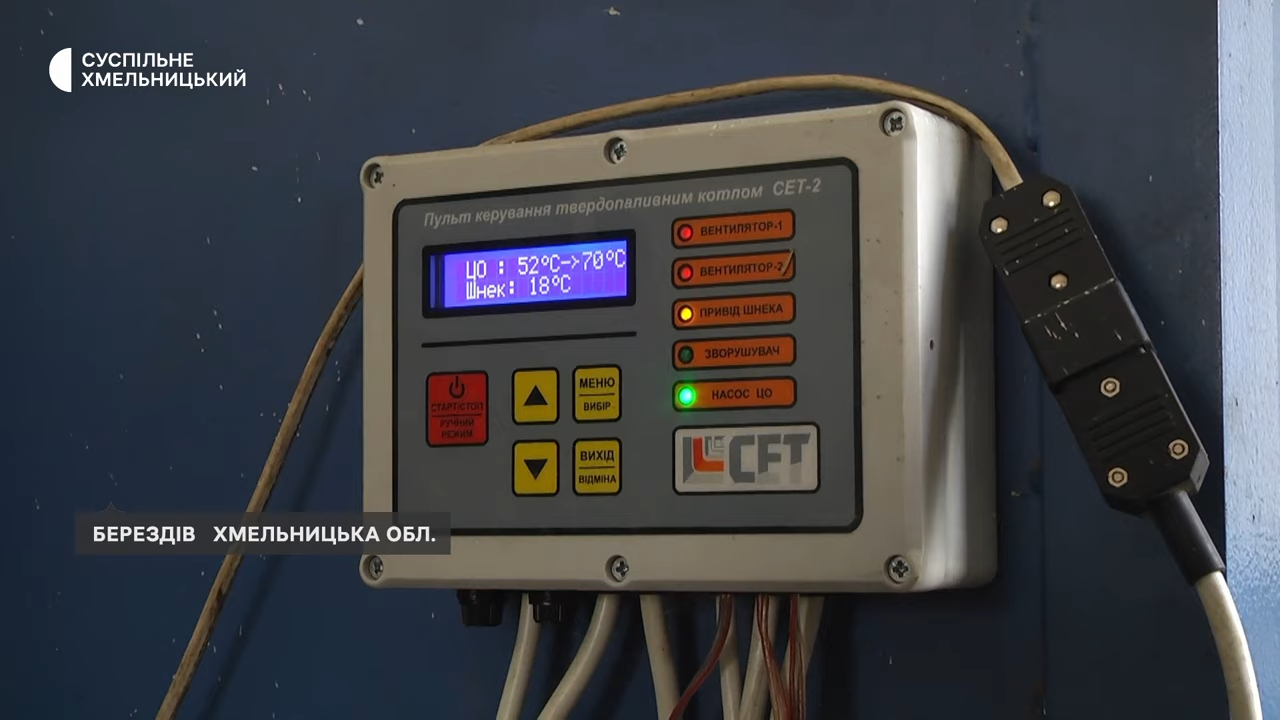 СУСПІЛЬНЕ
ХМЕЛЬНИЦЬКИЙ
Пульт керування твердопаливним котлом СЕТ-2
ЦО : 52°C->70°C
Шнек: 18°C
ВЕНТИЛЯТОР-1
ВЕНТИЛЯТОР-2
ПРИВІД ШНЕКА
ЗВОРУШУВАЧ
НАСОС ЦО
СТАРТ/СТОП
РУЧНИЙ
РЕЖИМ
МЕНЮ
ВИБІР
ВИХІД
ВІДМІНА
СЕТ
БЕРЕЗДІВ ХМЕЛЬНИЦЬКА ОБЛ.